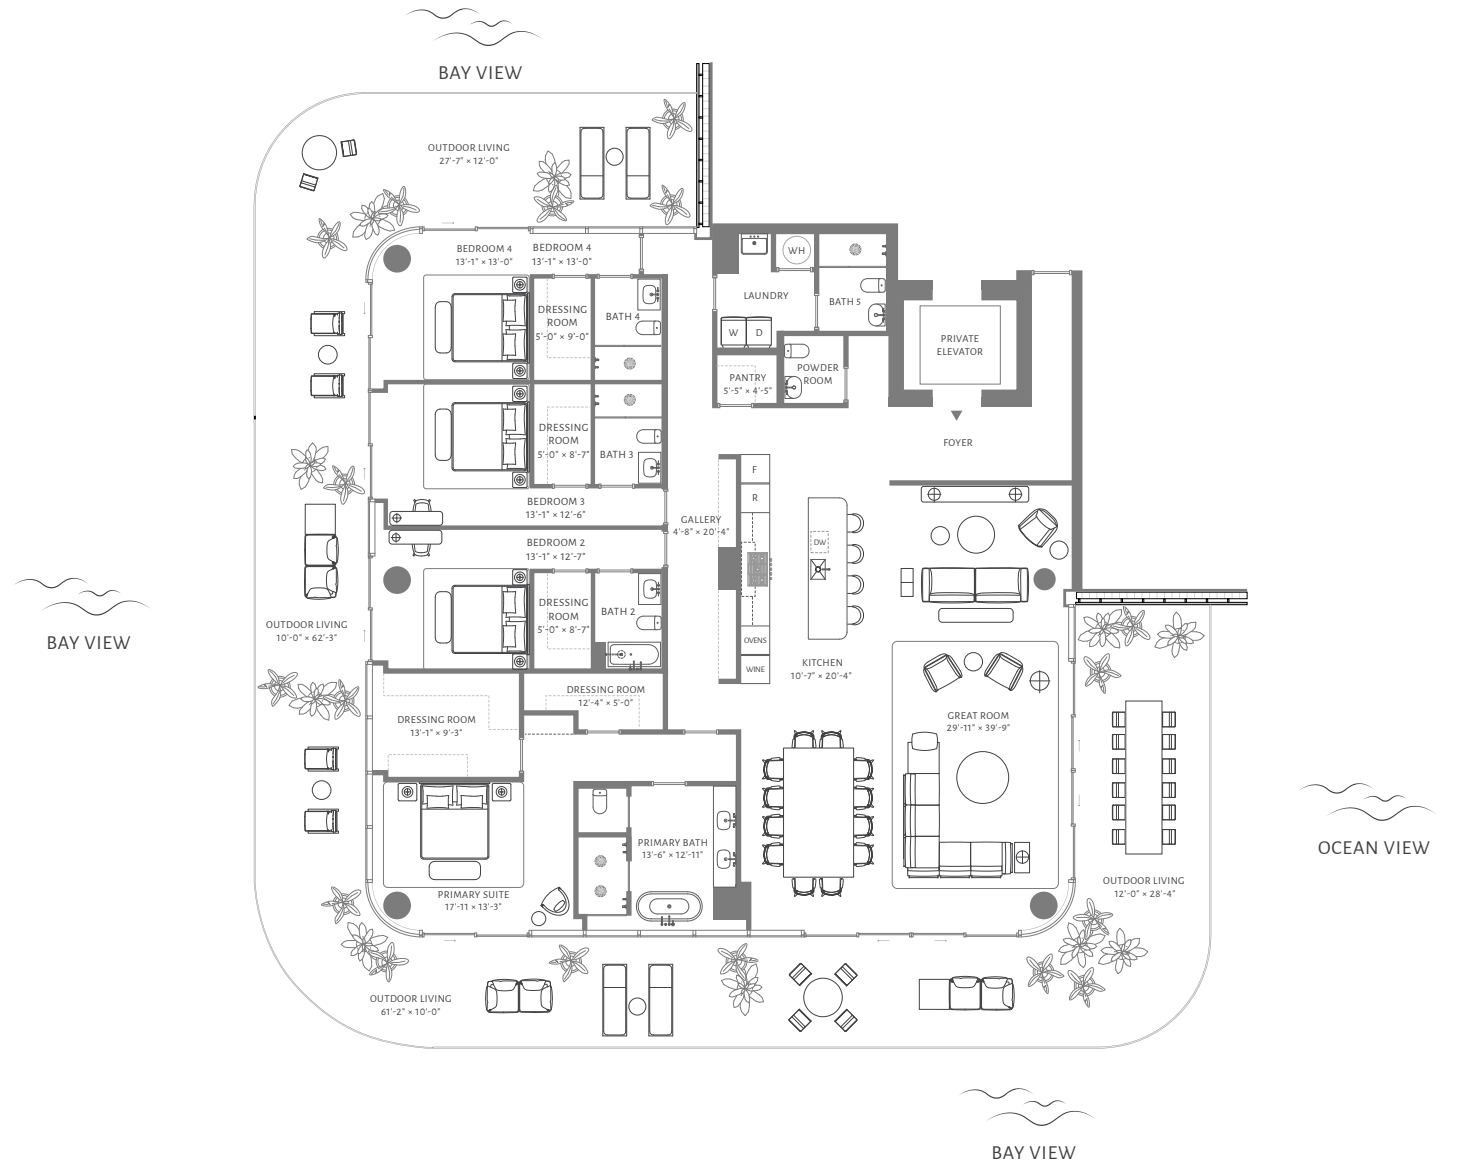 BAY VIEW
OUTDOOR LIVING
27'-7" × 12'-0"
BEDROOM 4
13'-1" × 13'-0"
BEDROOM 4
13'-1" × 13'-0"
WH
LAUNDRY
BATH 5
DRESSING
ROOM
5'-0" × 9'-0"
BATH 4
W
D
PRIVATE
ELEVATOR
PANTRY
5'-5" × 4'-5"
POWDER
ROOM
DRESSING
ROOM
5'-0" × 8'-7"
BATH 3
FOYER
F
R
BEDROOM 3
13'-1" × 12'-6"
GALLERY
4'-8" × 20'-4"
BEDROOM 2
13'-1" × 12'-7"
DW
DRESSING
ROOM
5'-0" × 8'-7"
BATH 2
BAY VIEW
OUTDOOR LIVING
10'-0" × 62'-3"
OVENS
WINE
KITCHEN
10'-7" × 20'-4"
DRESSING ROOM
12'-4" × 5'-0"
DRESSING ROOM
13'-1" × 9'-3"
GREAT ROOM
29'-11" × 39'-9"
PRIMARY BATH
13'-6" × 12'-11"
OCEAN VIEW
OUTDOOR LIVING
12'-0" × 28'-4"
PRIMARY SUITE
17'-11 × 13'-3"
OUTDOOR LIVING
61'-2" × 10'-0"
BAY VIEW